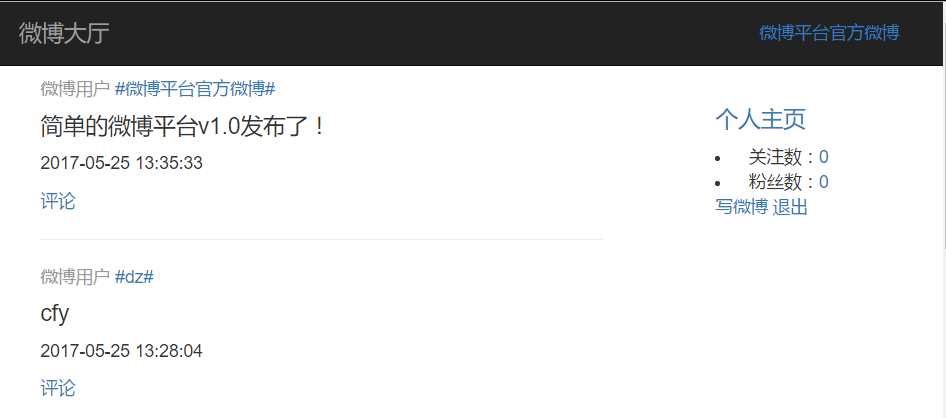 微博大厅
微博平台官方微博
微博用户 #微博平台官方微博#
简单的微博平台v1.0发布了！
2017-05-25 13:35:33
评论
微博用户 #dz#
cfy
2017-05-25 13:28:04
评论
个人主页
关注数：0
粉丝数：0
写微博 退出